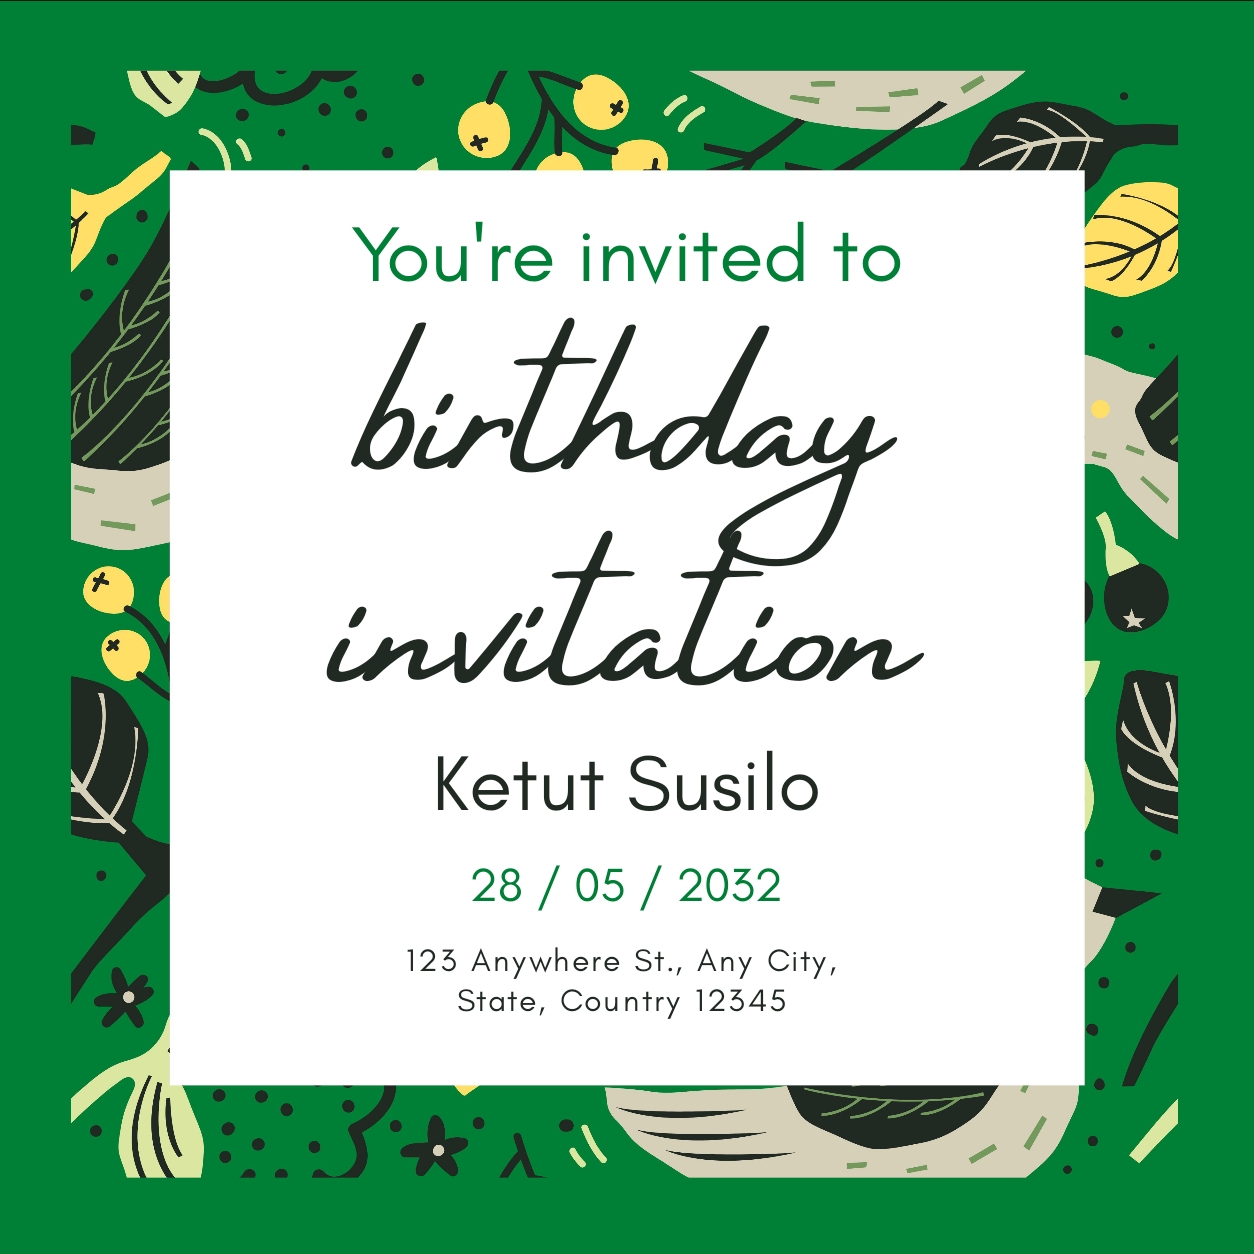 You're invited to
birthday
invitation
Ketut Susilo
28 / 05 / 2032
123 Anywhere St., Any City,
State, Country 12345